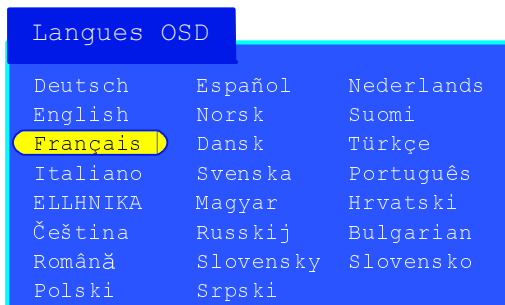 Langues OSD
Deutsch Español Nederlands
English Norsk Suomi
Français Dansk Türkçe
Italiano Svenska Português
ELLHNIKA Magyar Hrvatski
Čeština Russkij Bulgarian
Română Slovensky Slovensko
Polski Srpski